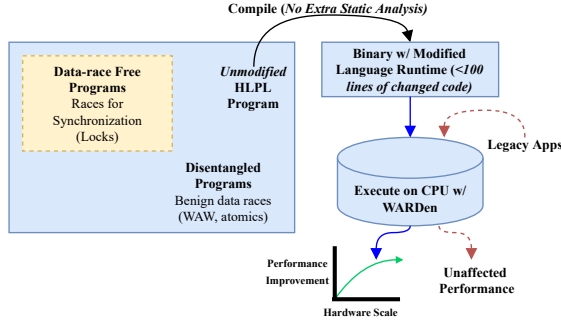 Compile (No Extra Static Analysis)
Data-race Free
Programs
Races for
Synchronization
(Locks)
Unmodified
HLPL
Program
Disentangled
Programs
Benign data races
(WAW, atomics)
Binary w/ Modified
Language Runtime (<100
lines of changed code)
Legacy Apps
Execute on CPU w/
WARDen
Performance
Improvement
Hardware Scale
Unaffected
Performance